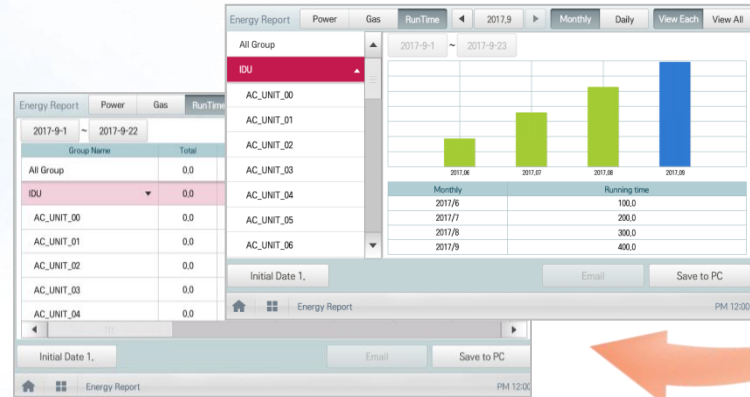 Energy Report Power Gas RunTime 2017,9 Monthly Daily View Each View All
All Group 2017-9-1 ~ 2017-9-23
IDU
AC_UNIT_00
AC_UNIT_01
AC_UNIT_02
AC_UNIT_03
AC_UNIT_04
AC_UNIT_05
AC_UNIT_06
2017,06 2017,07 2017,08 2017,09
Monthly Running time
2017/6 100,0
2017/7 200,0
2017/8 300,0
2017/9 400,0
Initial Date 1, Email Save to PC
Energy Report PM 12:00
Energy Report Power Gas RunTime
2017-9-1 ~ 2017-9-22
Group Name Total
All Group 0,0
IDU 0,0
AC_UNIT_00 0,0
AC_UNIT_01 0,0
AC_UNIT_02 0,0
AC_UNIT_03 0,0
AC_UNIT_04 0,0
Initial Date 1, Email Save to PC
Energy Report PM 12:00